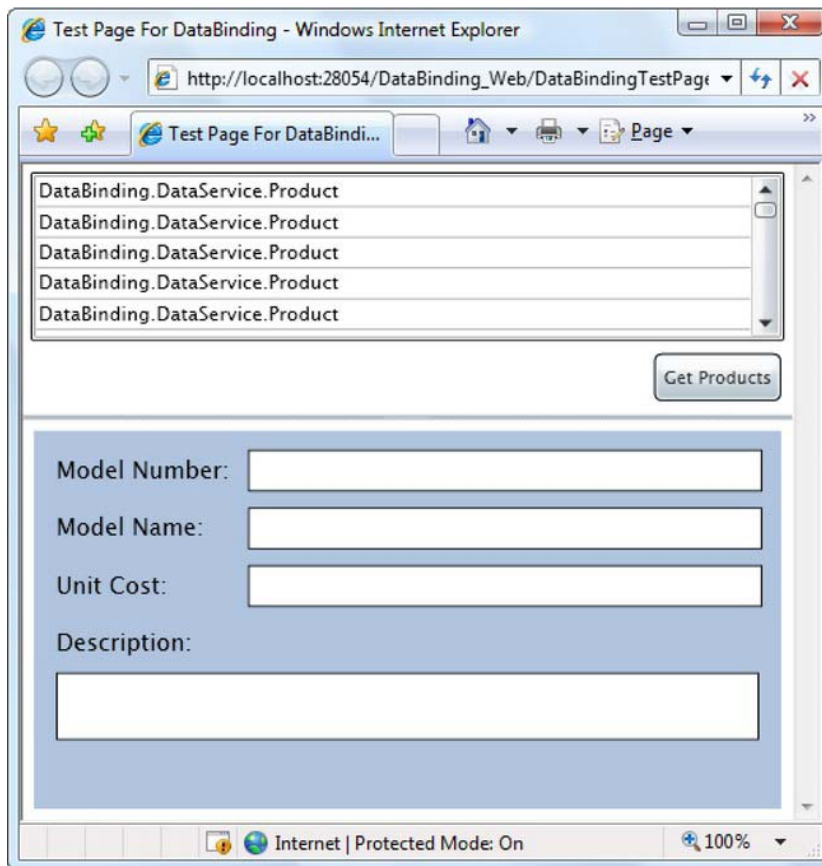 Test Page For DataBinding - Windows Internet Explorer
http://localhost:28054/DataBinding_Web/DataBindingTestPage
Test Page For DataBindi...
Page
DataBinding.DataService.Product
DataBinding.DataService.Product
DataBinding.DataService.Product
DataBinding.DataService.Product
DataBinding.DataService.Product
Get Products
Model Number:
Model Name:
Unit Cost:
Description:
Internet | Protected Mode: On
100%